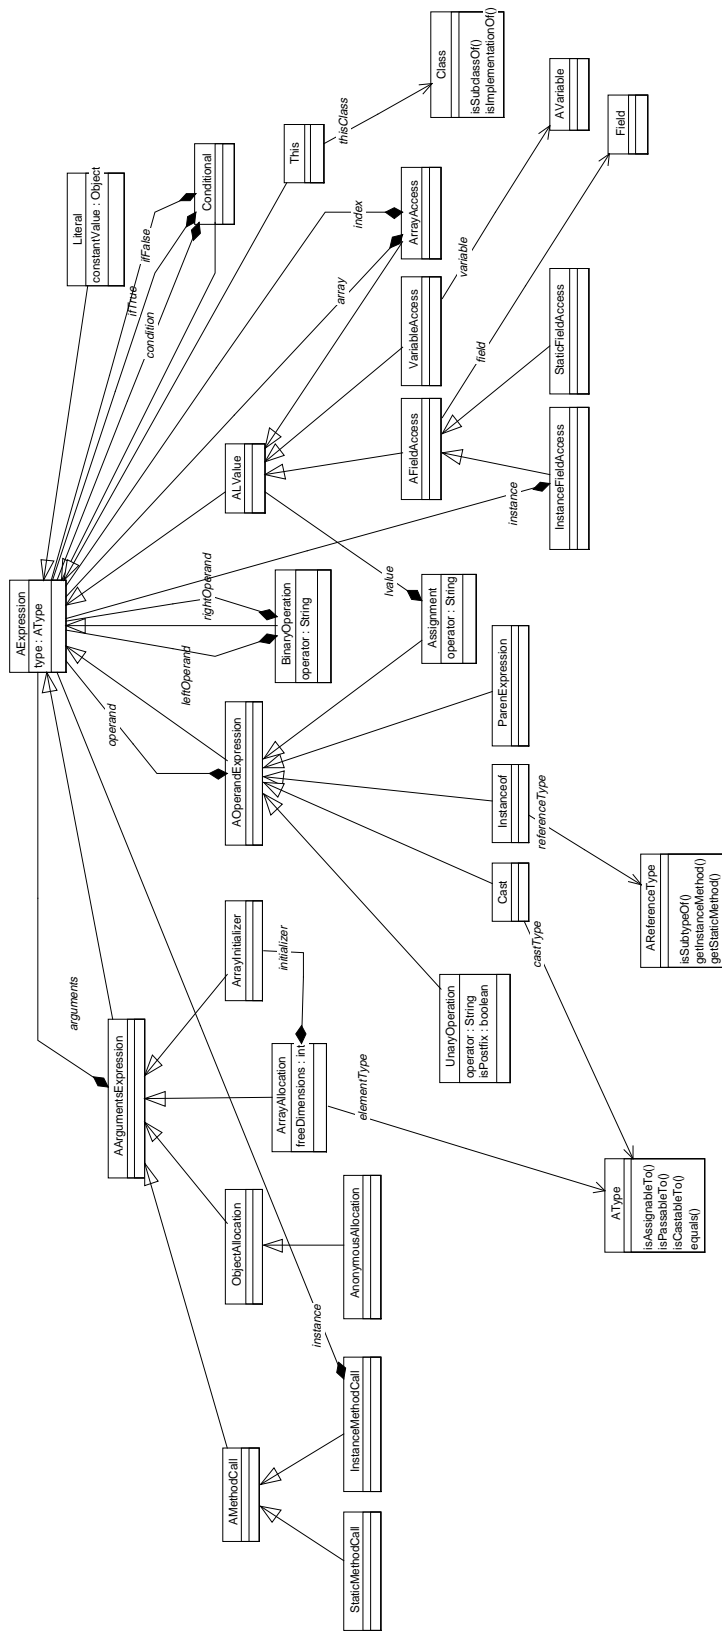 AExpression
type : AType
Literal
constantValue : Object
Conditional
ifTrue
ifFalse
condition
This
thisClass
Class
isSubclassOf()
isImplementationOf()
ArrayAccess
index
array
VariableAccess
variable
AVariable
ALValue
AFieldAccess
field
Field
StaticFieldAccess
InstanceFieldAccess
instance
BinaryOperation
operator : String
rightOperand
leftOperand
lvalue
Assignment
operator : String
AOperandExpression
operand
ParenExpression
Instanceof
referenceType
AReferenceType
isSubtypeOf()
getInstanceMethod()
getStaticMethod()
Cast
castType
UnaryOperation
operator : String
isPostfix : boolean
AArgumentsExpression
arguments
ArrayInitializer
initializer
ArrayAllocation
freeDimensions : int
elementType
AType
isAssignableTo()
isPassableTo()
isCastableTo()
equals()
ObjectAllocation
AnonymousAllocation
AMethodCall
instance
InstanceMethodCall
StaticMethodCall